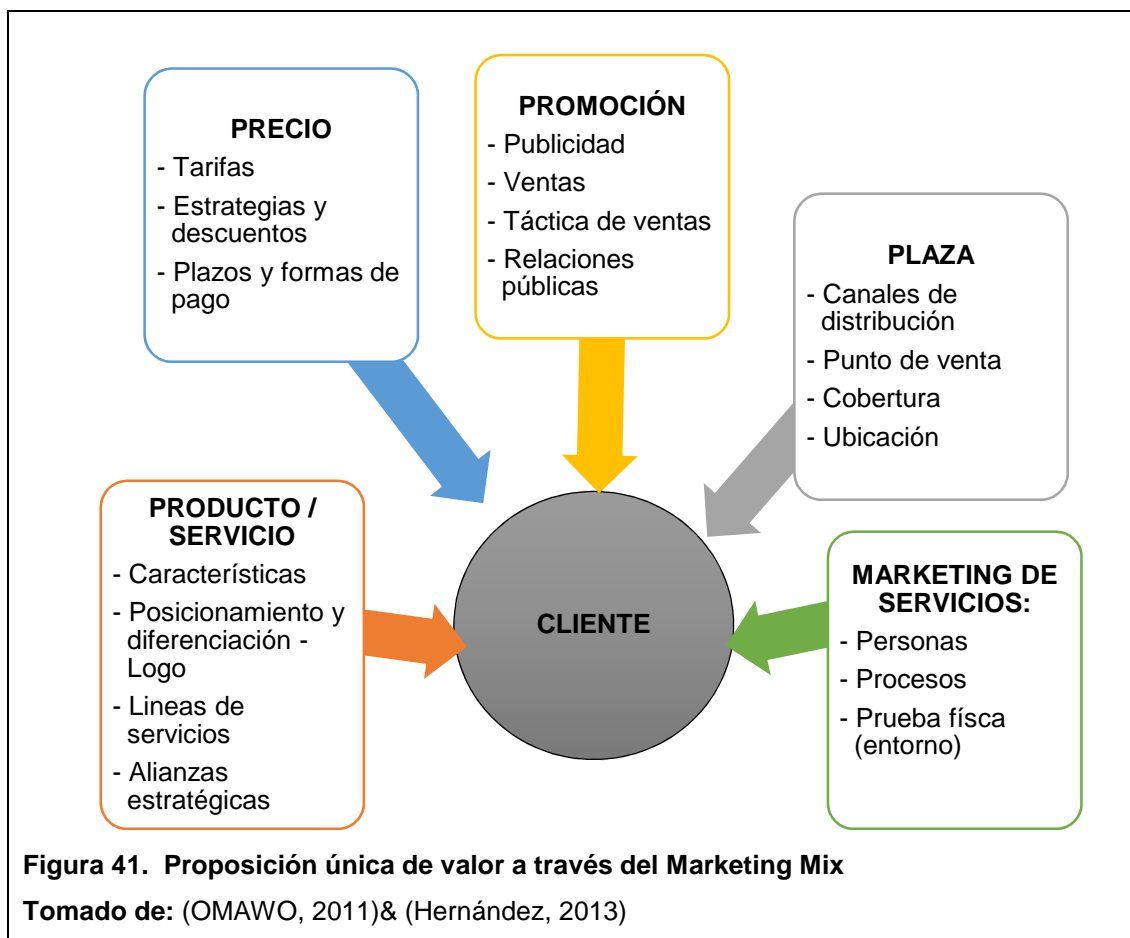 PRECIO
- Tarifas
- Estrategias y
descuentos
- Plazos y formas de
pago
PROMOCIÓN
- Publicidad
- Ventas
- Táctica de ventas
- Relaciones
públicas
PLAZA
- Canales de
distribución
- Punto de venta
- Cobertura
- Ubicación
PRODUCTO /
SERVICIO
- Características
- Posicionamiento y
diferenciación -
Logo
- Lineas de
servicios
- Alianzas
estratégicas
CLIENTE
MARKETING DE
SERVICIOS:
- Personas
- Procesos
- Prueba físca
(entorno)
Figura 41. Proposición única de valor a través del Marketing Mix
Tomado de: (OMAWO, 2011)& (Hernández, 2013)